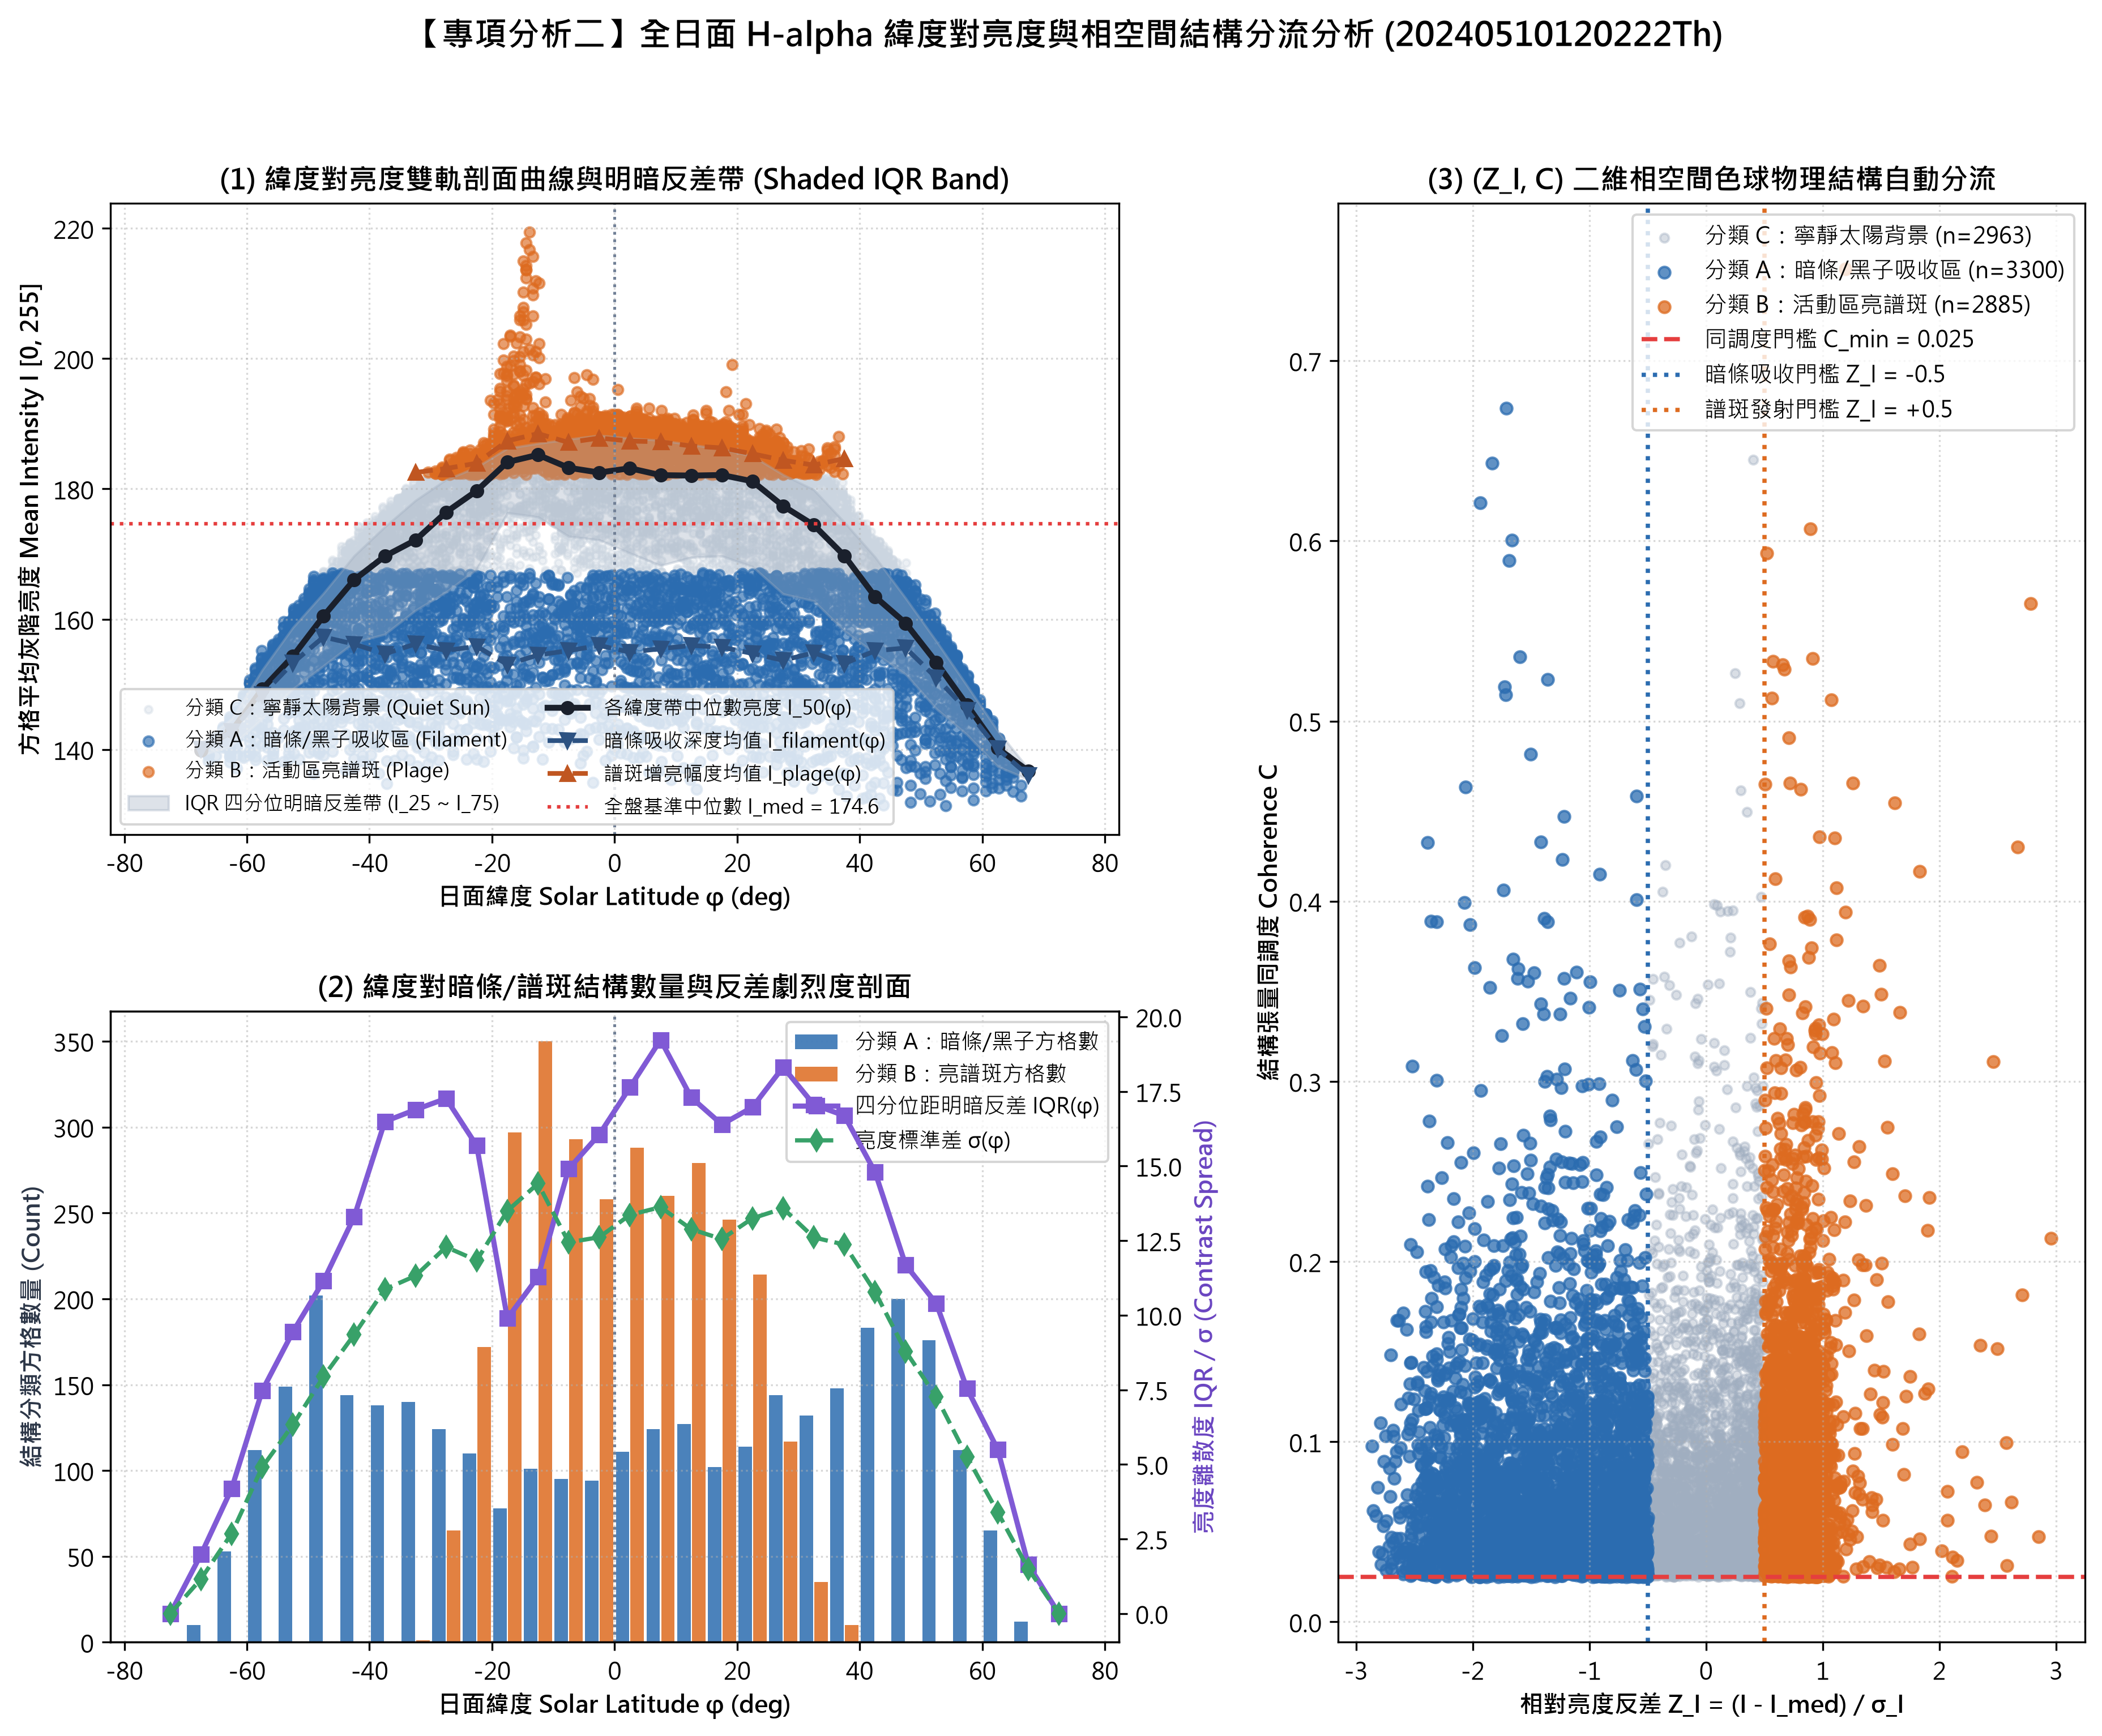 【專項分析二】全日面 H-alpha 緯度對亮度與相空間結構分流分析 (20240510120222Th)
(1) 緯度對亮度雙軌剖面曲線與明暗反差帶 (Shaded IQR Band)
方格平均灰階亮度 Mean Intensity I [0, 255]
220
200
180
160
140
分類 C：寧靜太陽背景 (Quiet Sun)
分類 A：暗條/黑子吸收區 (Filament)
分類 B：活動區亮譜斑 (Plage)
IQR 四分位明暗反差帶 (I_25 ~ I_75)
各緯度帶中位數亮度 I_50(φ)
暗條吸收深度均值 I_filament(φ)
譜斑增亮幅度均值 I_plage(φ)
全盤基準中位數 I_med = 174.6
-80 -60 -40 -20 0 20 40 60 80
日面緯度 Solar Latitude φ (deg)
(2) 緯度對暗條/譜斑結構數量與反差劇烈度剖面
結構分類方格數量 (Count)
350
300
250
200
150
100
50
0
分類 A：暗條/黑子方格數
分類 B：亮譜斑方格數
四分位距明暗反差 IQR(φ)
亮度標準差 σ(φ)
20.0
17.5
15.0
12.5
10.0
7.5
5.0
2.5
0.0
亮度離散度 IQR / σ (Contrast Spread)
-80 -60 -40 -20 0 20 40 60 80
日面緯度 Solar Latitude φ (deg)
(3) (Z_I, C) 二維相空間色球物理結構自動分流
結構張量同調度 Coherence C
0.7
0.6
0.5
0.4
0.3
0.2
0.1
0.0
分類 C：寧靜太陽背景 (n=2963)
分類 A：暗條/黑子吸收區 (n=3300)
分類 B：活動區亮譜斑 (n=2885)
同調度門檻 C_min = 0.025
暗條吸收門檻 Z_I = -0.5
譜斑發射門檻 Z_I = +0.5
-3 -2 -1 0 1 2 3
相對亮度反差 Z_I = (I - I_med) / σ_I